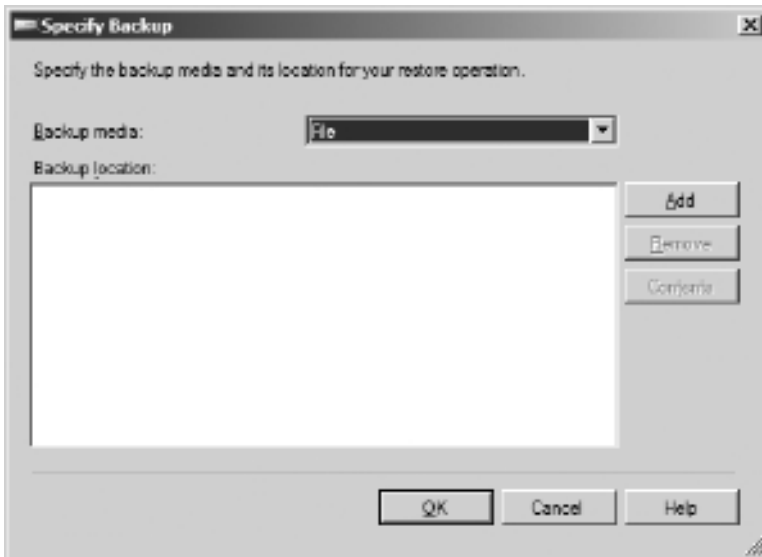 Specify Backup
Specify the backup media and its location for your restore operation.
Backup media:
File
Backup location:
Add
Remove
Contents
OK
Cancel
Help